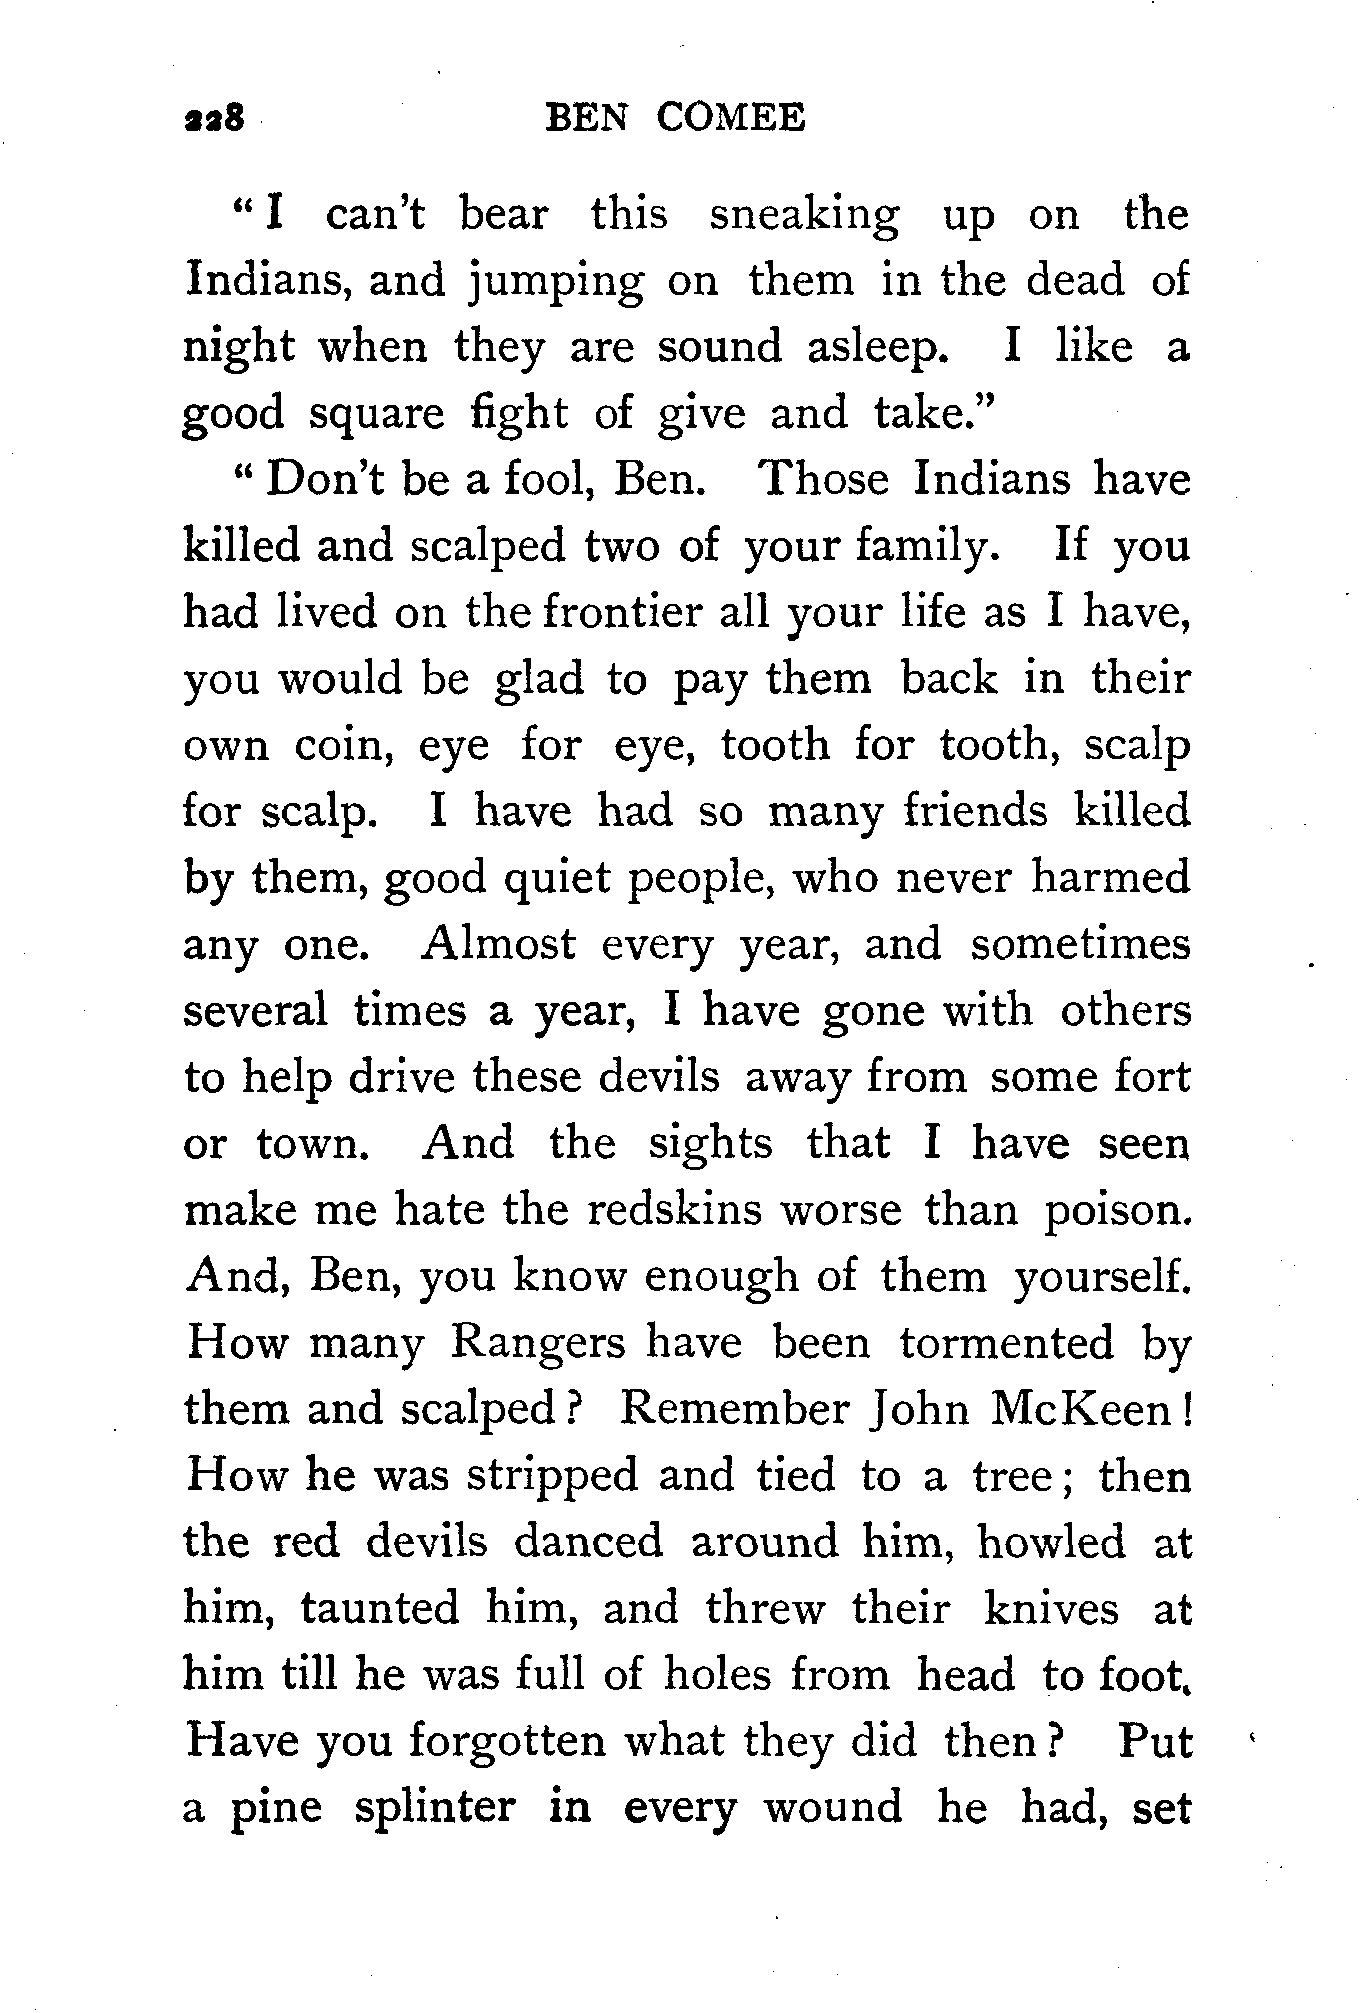 228 BEN COMEE
“ I can't bear this sneaking up on the
Indians, and jumping on them in the dead of
night when they are sound asleep. I like a
good square fight of give and take.”
“ Don't be a fool, Ben. Those Indians have
killed and scalped two of your family. If you
had lived on the frontier all your life as I have,
you would be glad to pay them back in their
own coin, eye for eye, tooth for tooth, scalp
for scalp. I have had so many friends killed
by them, good quiet people, who never harmed
any one. Almost every year, and sometimes
several times a year, I have gone with others
to help drive these devils away from some fort
or town. And the sights that I have seen
make me hate the redskins worse than poison.
And, Ben, you know enough of them yourself.
How many Rangers have been tormented by
them and scalped ? Remember John McKeen !
How he was stripped and tied to a tree ; then
the red devils danced around him, howled at
him, taunted him, and threw their knives at
him till he was full of holes from head to foot.
Have you forgotten what they did then ? Put
a pine splinter in every wound he had, set